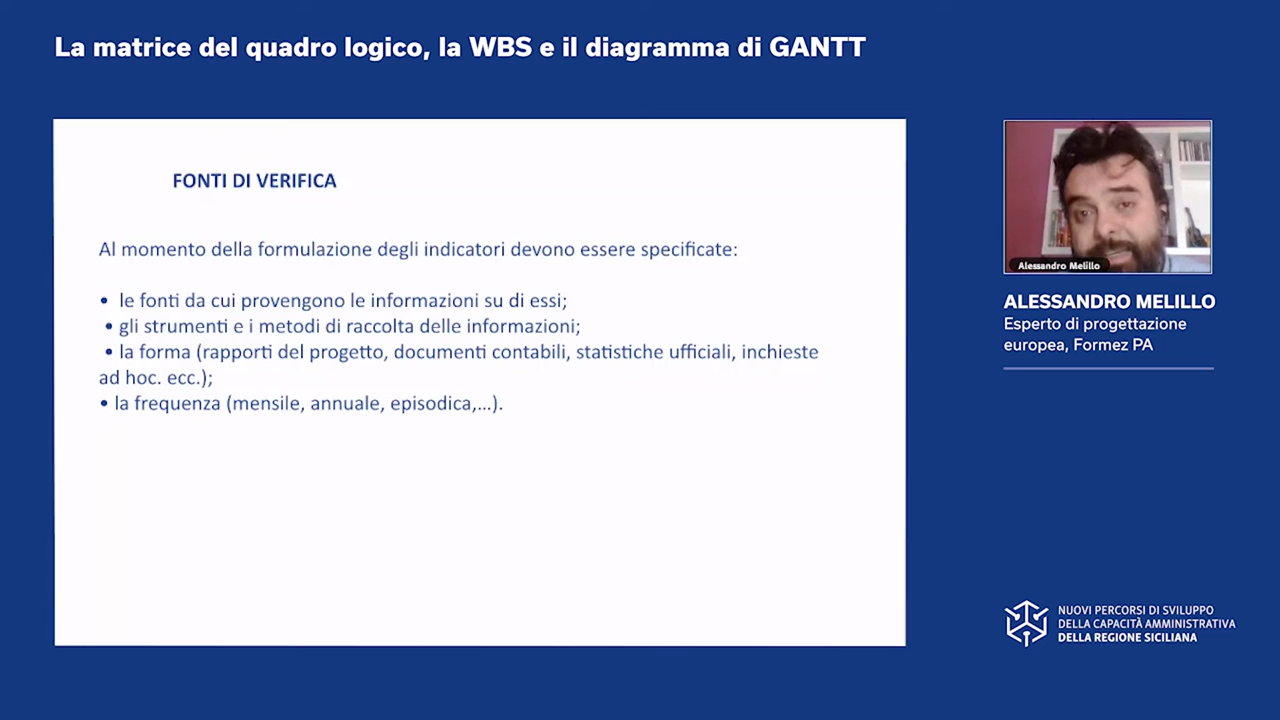 La matrice del quadro logico, la WBS e il diagramma di GANTT
FONTI DI VERIFICA
Al momento della formulazione degli indicatori devono essere specificate:
• le fonti da cui provengono le informazioni su di essi;
• gli strumenti e i metodi di raccolta delle informazioni;
• la forma (rapporti del progetto, documenti contabili, statistiche ufficiali, inchieste
ad hoc. ecc.);
• la frequenza (mensile, annuale, episodica,...).
Alessandro Melillo
ALESSANDRO MELILLO
Esperto di progettazione
europea, Formez PA
NUOVI PERCORSI DI SVILUPPO
DELLA CAPACITÀ AMMINISTRATIVA
DELLA REGIONE SICILIANA